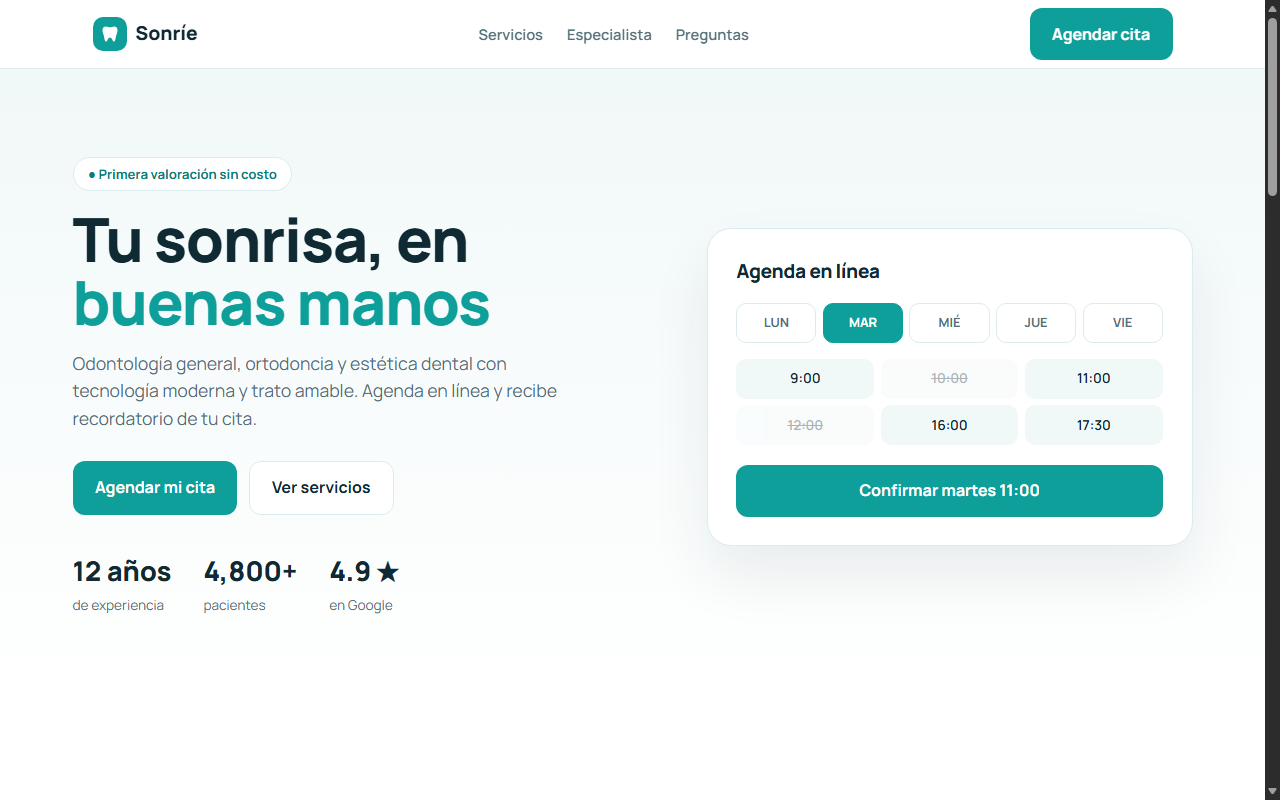 Sonríe
Servicios
Especialista
Preguntas
Agendar cita
● Primera valoración sin costo
Tu sonrisa, en
buenas manos
Odontología general, ortodoncia y estética dental con
tecnología moderna y trato amable. Agenda en línea y recibe
recordatorio de tu cita.
Agendar mi cita
Ver servicios
12 años
de experiencia
4,800+
pacientes
4.9 ★
en Google
Agenda en línea
LUN
MAR
MIÉ
JUE
VIE
9:00
10:00
11:00
12:00
16:00
17:30
Confirmar martes 11:00